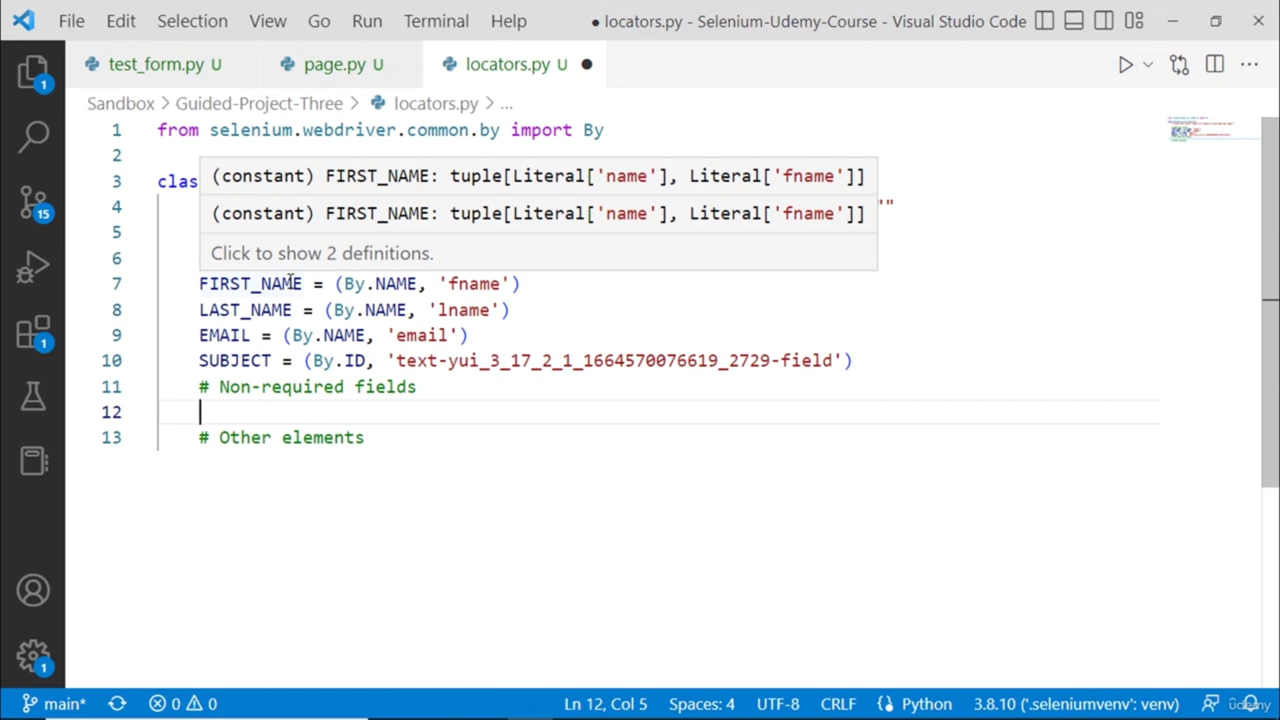 File Edit Selection View Go Run Terminal Help ● locators.py - Selenium-Udemy-Course - Visual Studio Code
test_form.py U page.py U locators.py U ●
Sandbox > Guided-Project-Three > locators.py > ...
1 from selenium.webdriver.common.by import By
2
(constant) FIRST_NAME: tuple[Literal['name'], Literal['fname']]
3 clas
4 "
(constant) FIRST_NAME: tuple[Literal['name'], Literal['fname']]
5
6
Click to show 2 definitions.
7 FIRST_NAME = (By.NAME, 'fname')
8 LAST_NAME = (By.NAME, 'lname')
9 EMAIL = (By.NAME, 'email')
10 SUBJECT = (By.ID, 'text-yui_3_17_2_1_1664570076619_2729-field')
11 # Non-required fields
12
13 # Other elements
1
15
1
1
main* 0 0 Ln 12, Col 5 Spaces: 4 UTF-8 CRLF Python 3.8.10 ('.seleniumvenv': venv)
udemy